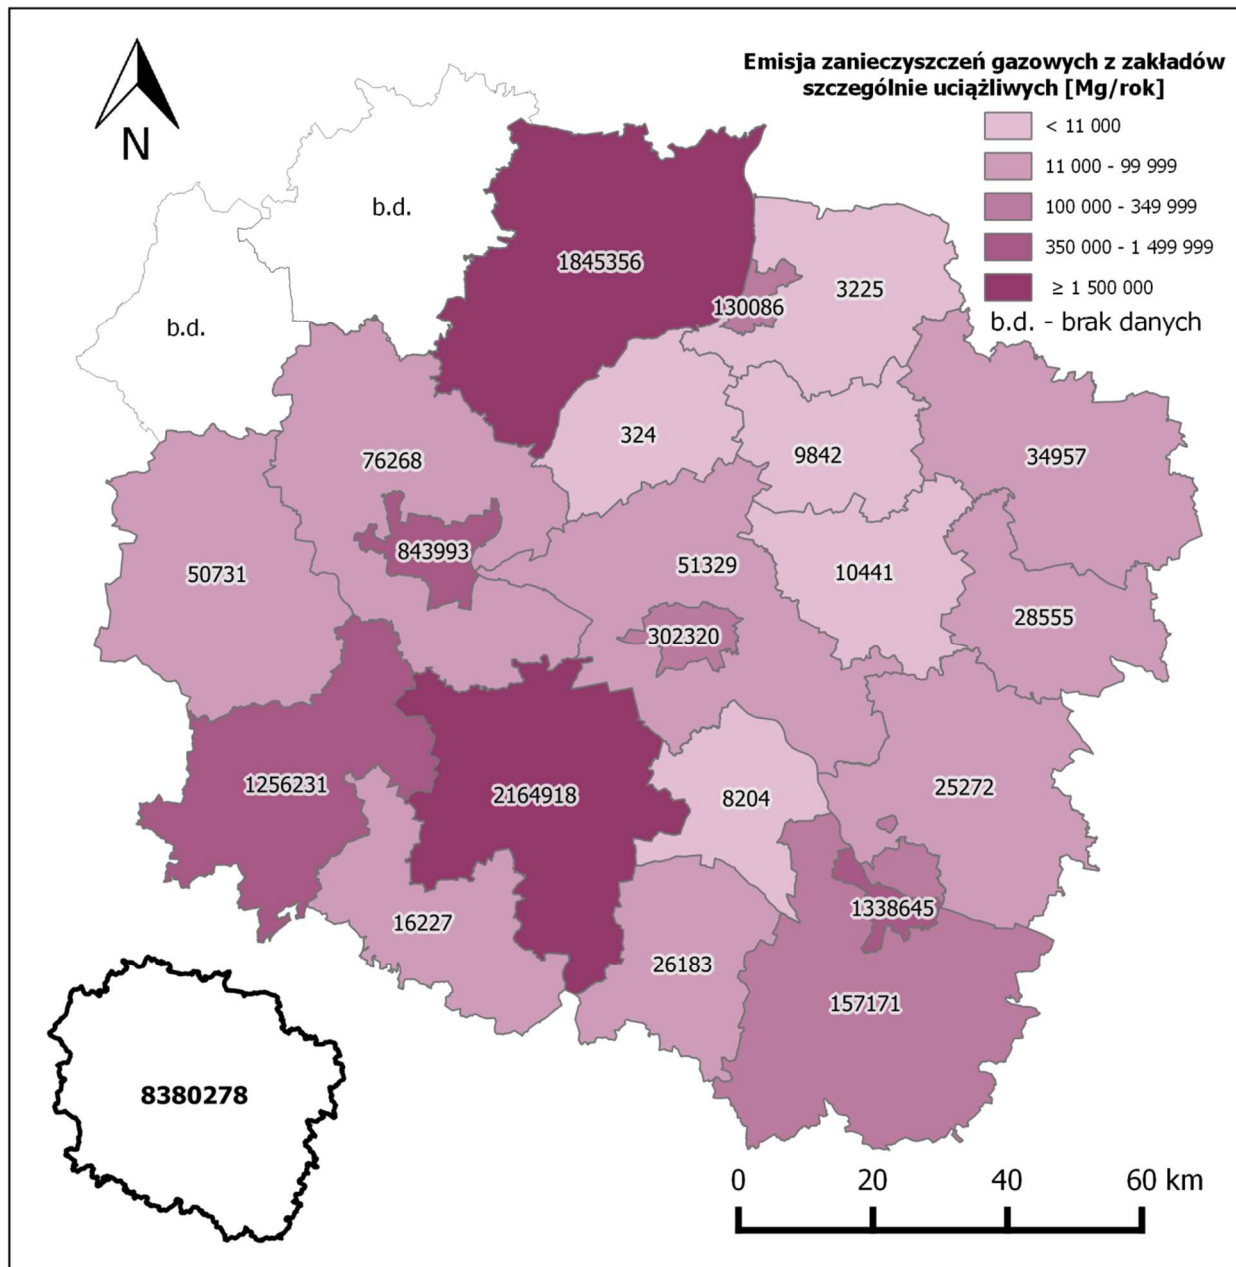 Emisja zanieczyszczeń gazowych z zakładów
szczególnie uciążliwych [Mg/rok]
< 11 000
11 000 - 99 999
100 000 - 349 999
350 000 - 1 499 999
≥ 1 500 000
b.d. - brak danych
N
b.d.
1845356
3225
130086
b.d.
324
9842
34957
76268
843993
50731
51329
10441
28555
302320
1256231
2164918
8204
25272
16227
1338645
26183
157171
8380278
0 20 40 60 km